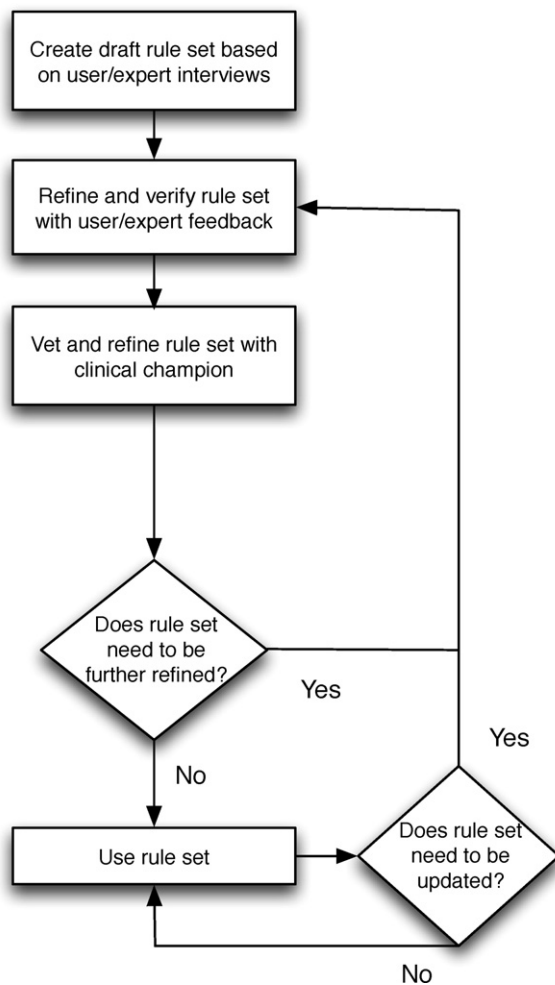 Create draft rule set based
on user/expert interviews
Refine and verify rule set
with user/expert feedback
Vet and refine rule set with
clinical champion
Does rule set
need to be
further refined?
Yes
No
Yes
Use rule set
Does rule set
need to be
updated?
No